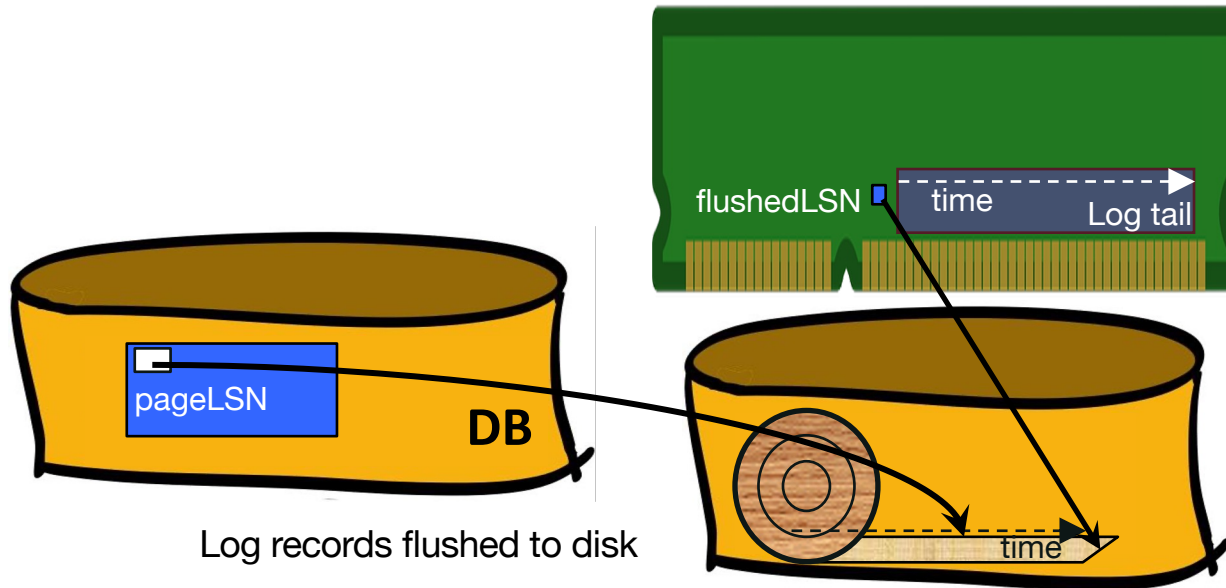 flushedLSN
time
Log tail
pageLSN
DB
Log records flushed to disk
time